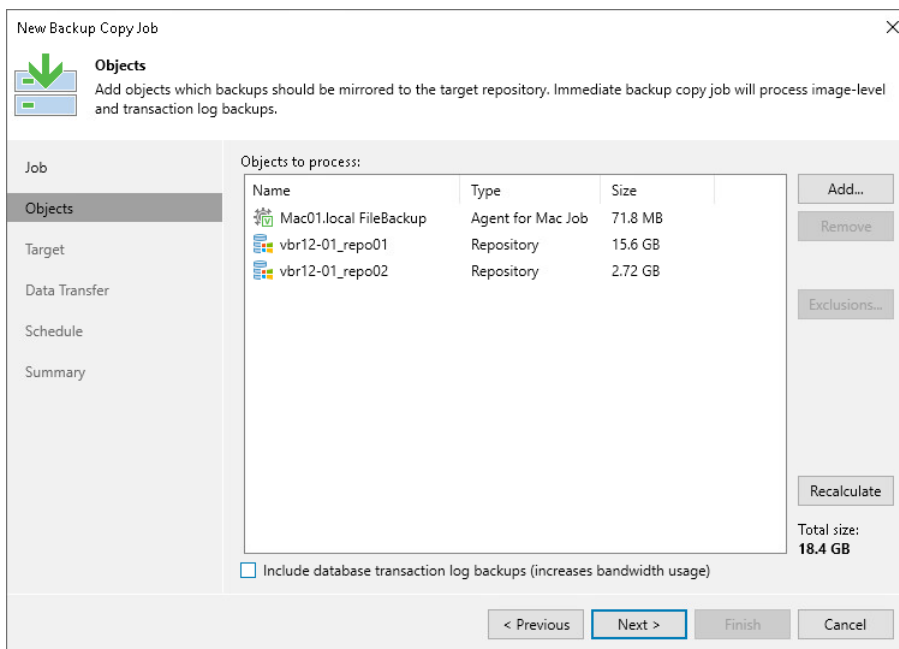 New Backup Copy Job
Objects
Add objects which backups should be mirrored to the target repository. Immediate backup copy job will process image-level
and transaction log backups.
Job
Objects
Target
Data Transfer
Schedule
Summary
Objects to process:
Name Type Size
Mac01.local FileBackup Agent for Mac Job 71.8 MB
vbr12-01_repo01 Repository 15.6 GB
vbr12-01_repo02 Repository 2.72 GB
Add...
Remove
Exclusions...
Recalculate
Total size:
18.4 GB
Include database transaction log backups (increases bandwidth usage)
< Previous Next > Finish Cancel